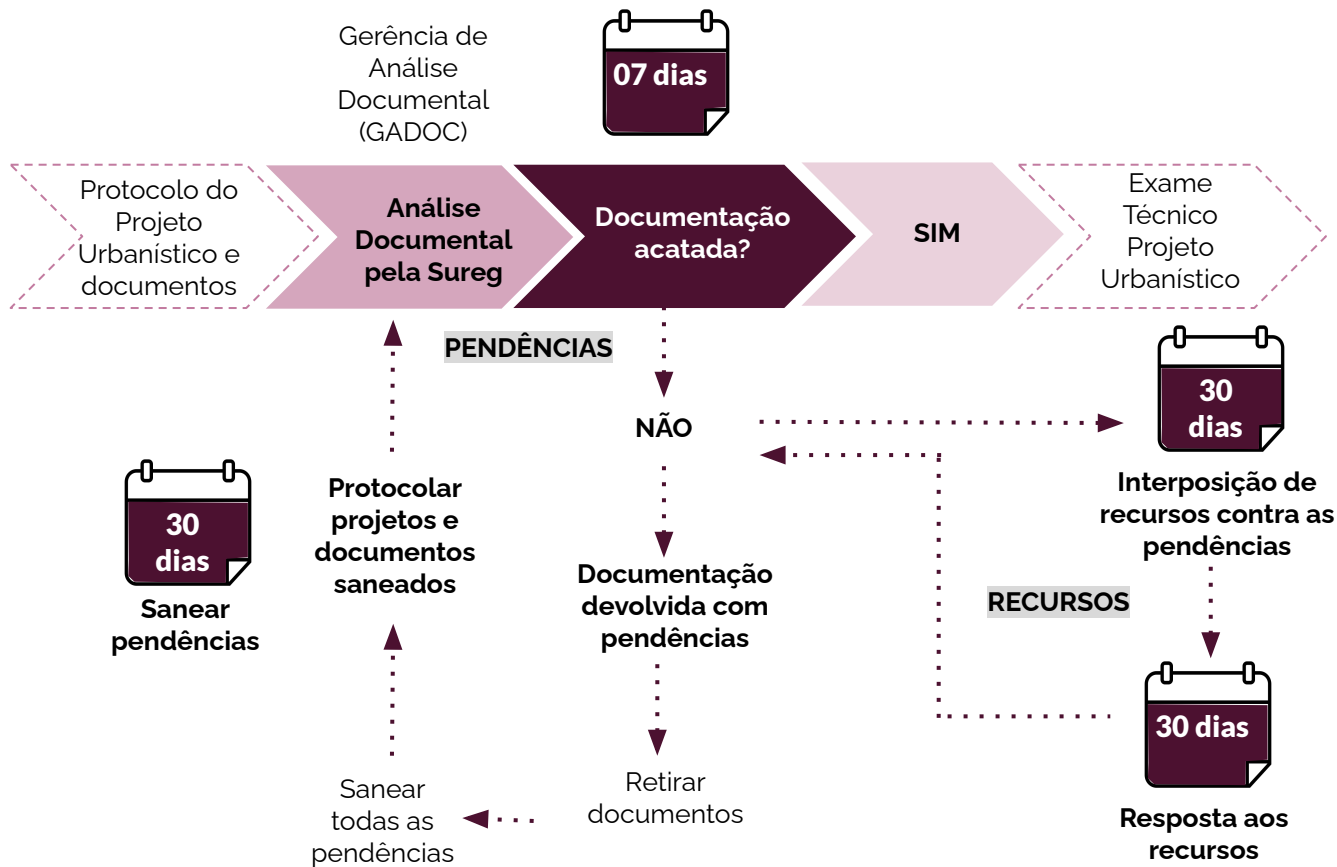 Gerência de
Análise
Documental
(GADOC)
07 dias
Protocolo do
Projeto
Urbanístico e
documentos
Análise
Documental
pela Sureg
Documentação
acatada?
SIM
Exame
Técnico
Projeto
Urbanístico
PENDÊNCIAS
NÃO
30
dias
Interposição de
recursos contra as
pendências
30
dias
Sanear
pendências
Protocolar
projetos e
documentos
saneados
Documentação
devolvida com
pendências
RECURSOS
30 dias
Resposta aos
recursos
Retirar
documentos
Sanear
todas as
pendências